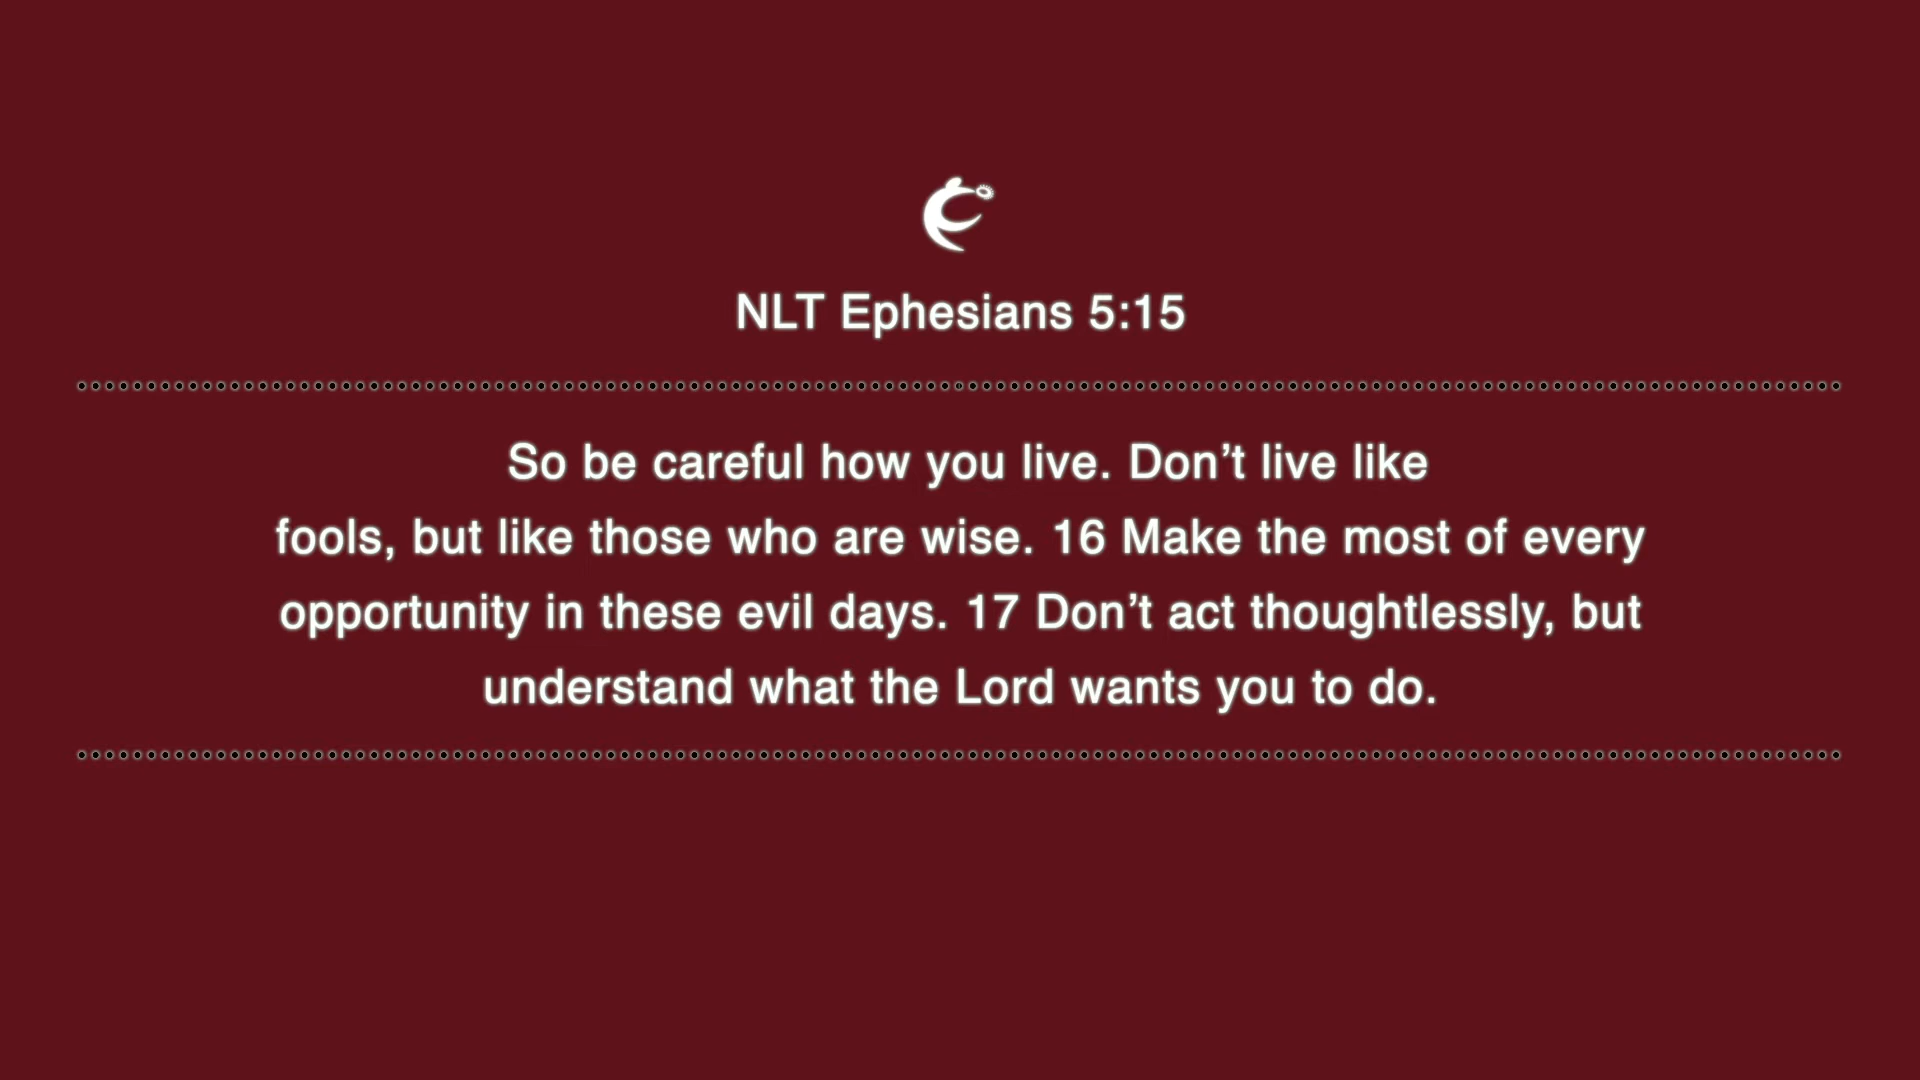 NLT Ephesians 5:15
So be careful how you live. Don’t live like
fools, but like those who are wise. 16 Make the most of every
opportunity in these evil days. 17 Don’t act thoughtlessly, but
understand what the Lord wants you to do.